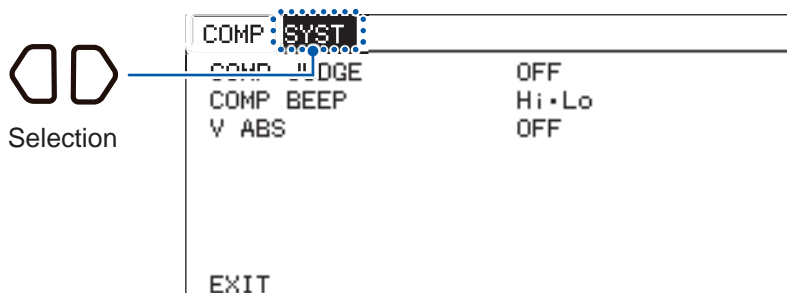 COMP SYST
COMP JUDGE OFF
COMP BEEP Hi・Lo
V ABS OFF
Selection
EXIT